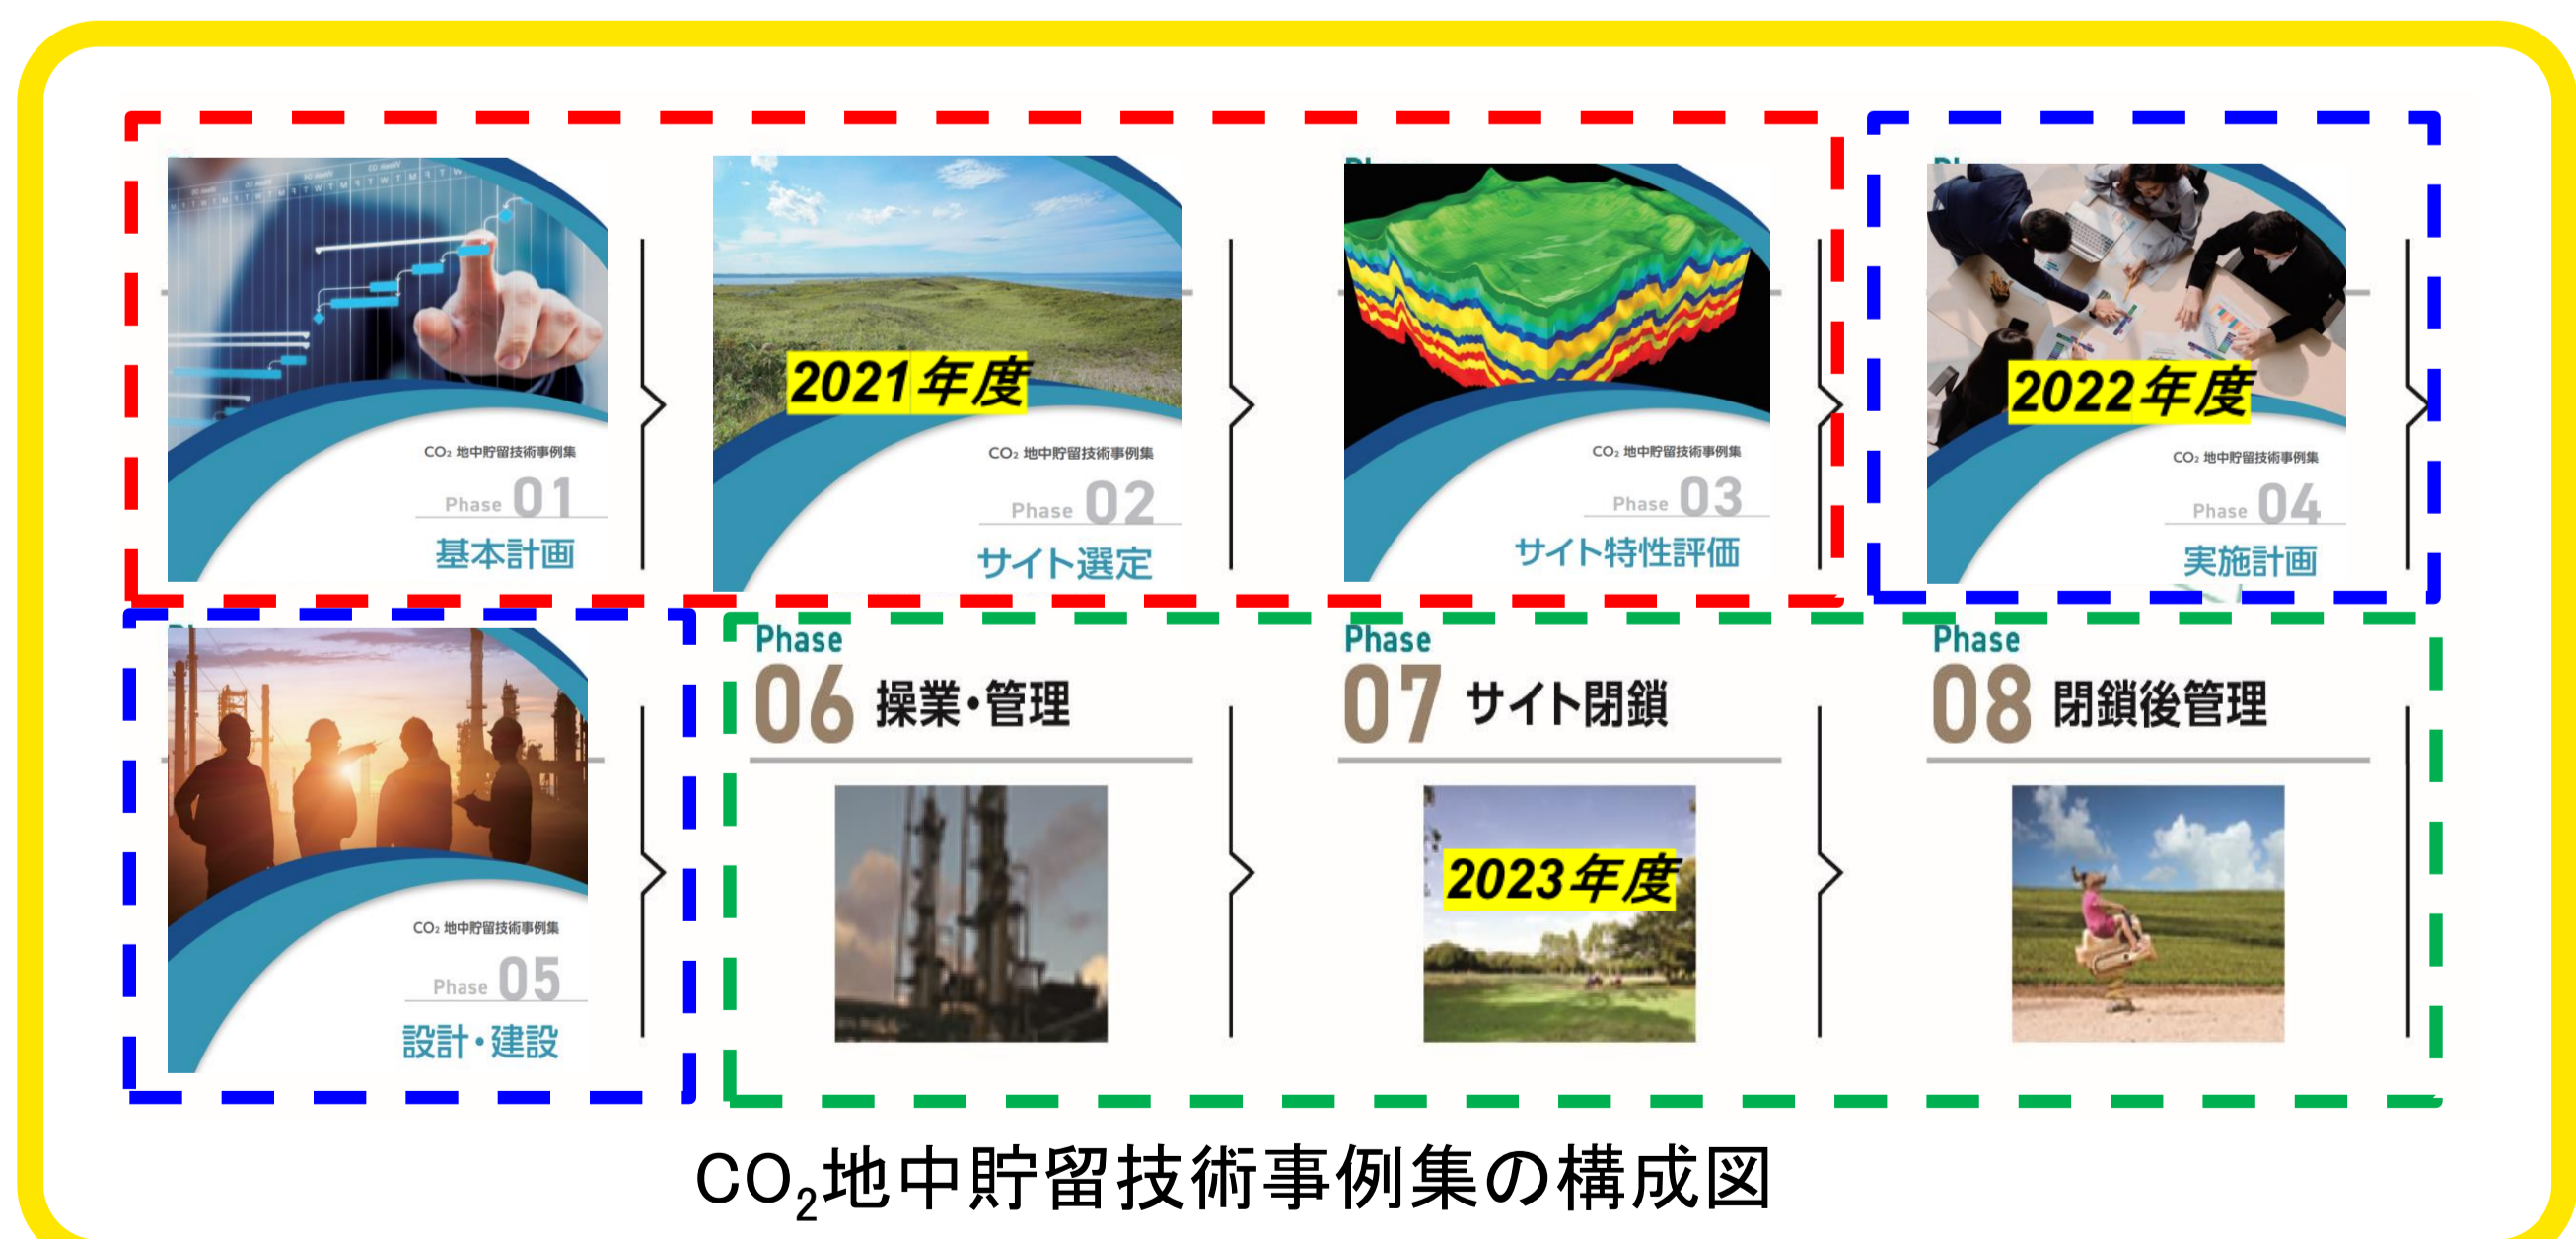 2021年度
CO₂ 地中貯留技術事例集
Phase 01
基本計画
CO₂ 地中貯留技術事例集
Phase 02
サイト選定
CO₂ 地中貯留技術事例集
Phase 03
サイト特性評価
2022年度
CO₂ 地中貯留技術事例集
Phase 04
実施計画
CO₂ 地中貯留技術事例集
Phase 05
設計・建設
Phase
06 操業・管理
Phase
07 サイト閉鎖
2023年度
Phase
08 閉鎖後管理
CO₂地中貯留技術事例集の構成図